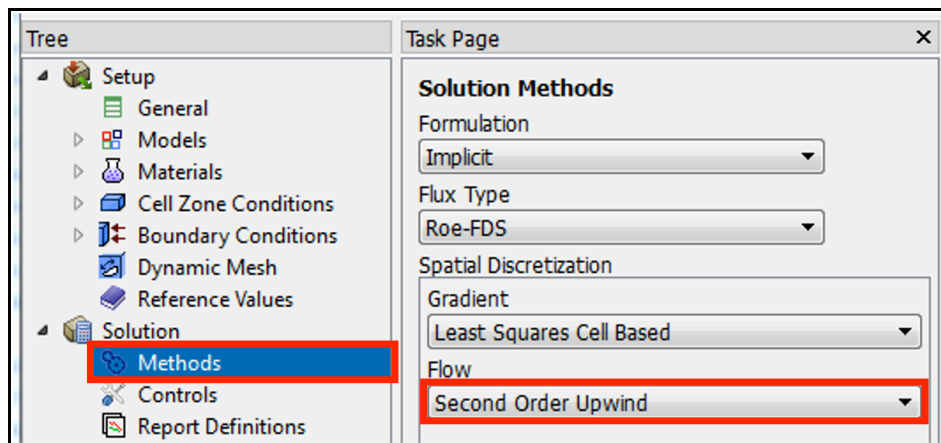 Tree
Setup
General
Models
Materials
Cell Zone Conditions
Boundary Conditions
Dynamic Mesh
Reference Values
Solution
Methods
Controls
Report Definitions
Task Page
Solution Methods
Formulation
Implicit
Flux Type
Roe-FDS
Spatial Discretization
Gradient
Least Squares Cell Based
Flow
Second Order Upwind